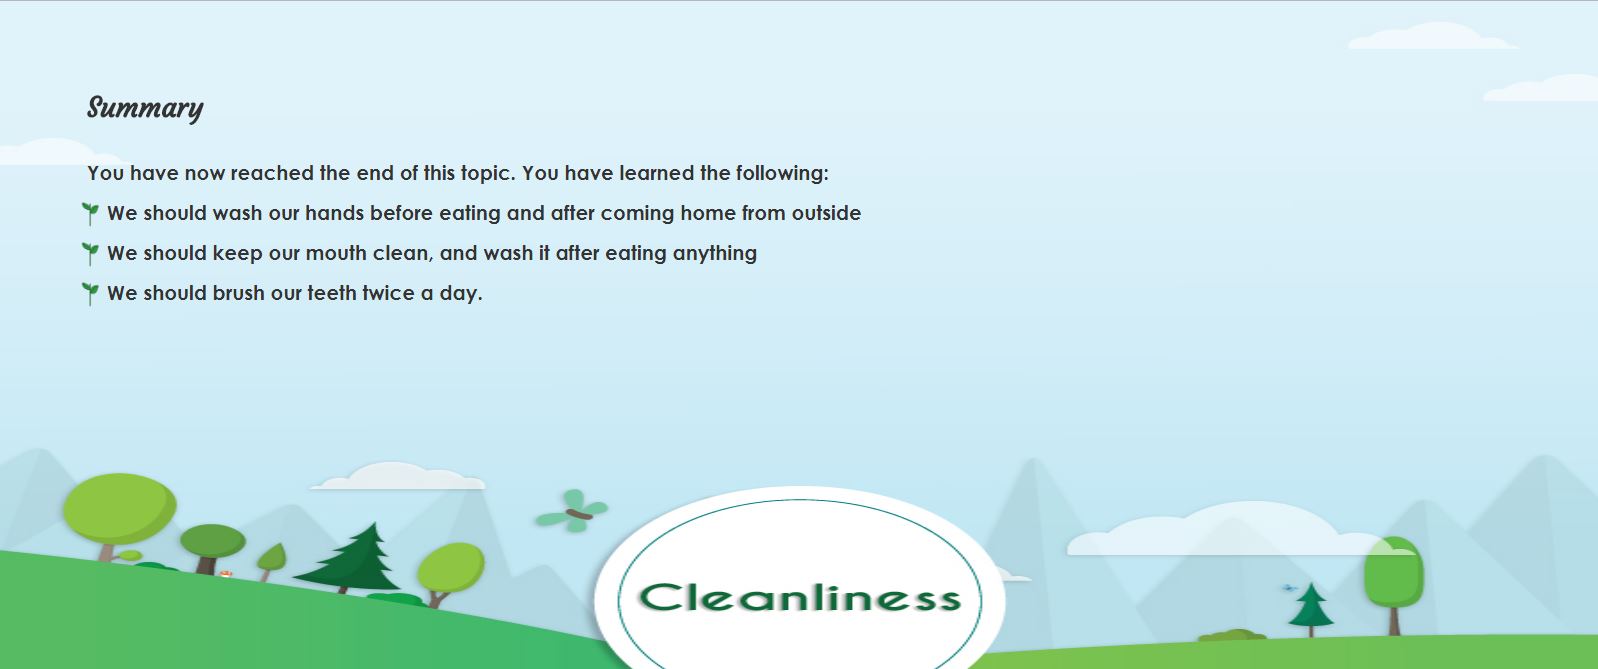 Summary
You have now reached the end of this topic. You have learned the following:
We should wash our hands before eating and after coming home from outside
We should keep our mouth clean, and wash it after eating anything
We should brush our teeth twice a day.
Cleanliness